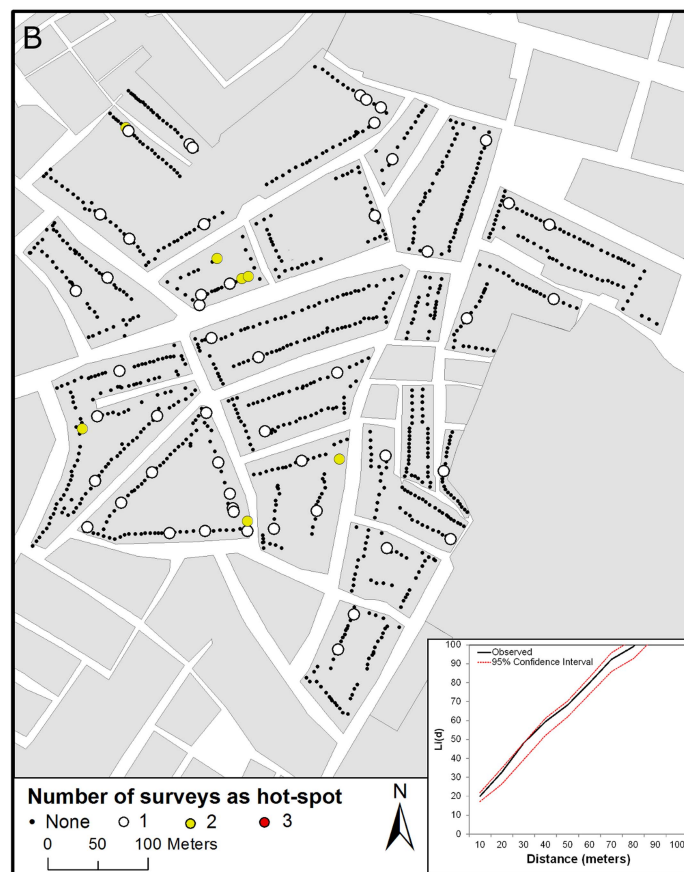 B
Observed
95% Confidence Interval
Li(d)
100
90
80
70
60
50
40
30
20
10
0
10 20 30 40 50 60 70 80 90 100
Distance (meters)
Number of surveys as hot-spot
None 1 2 3
0 50 100 Meters
N